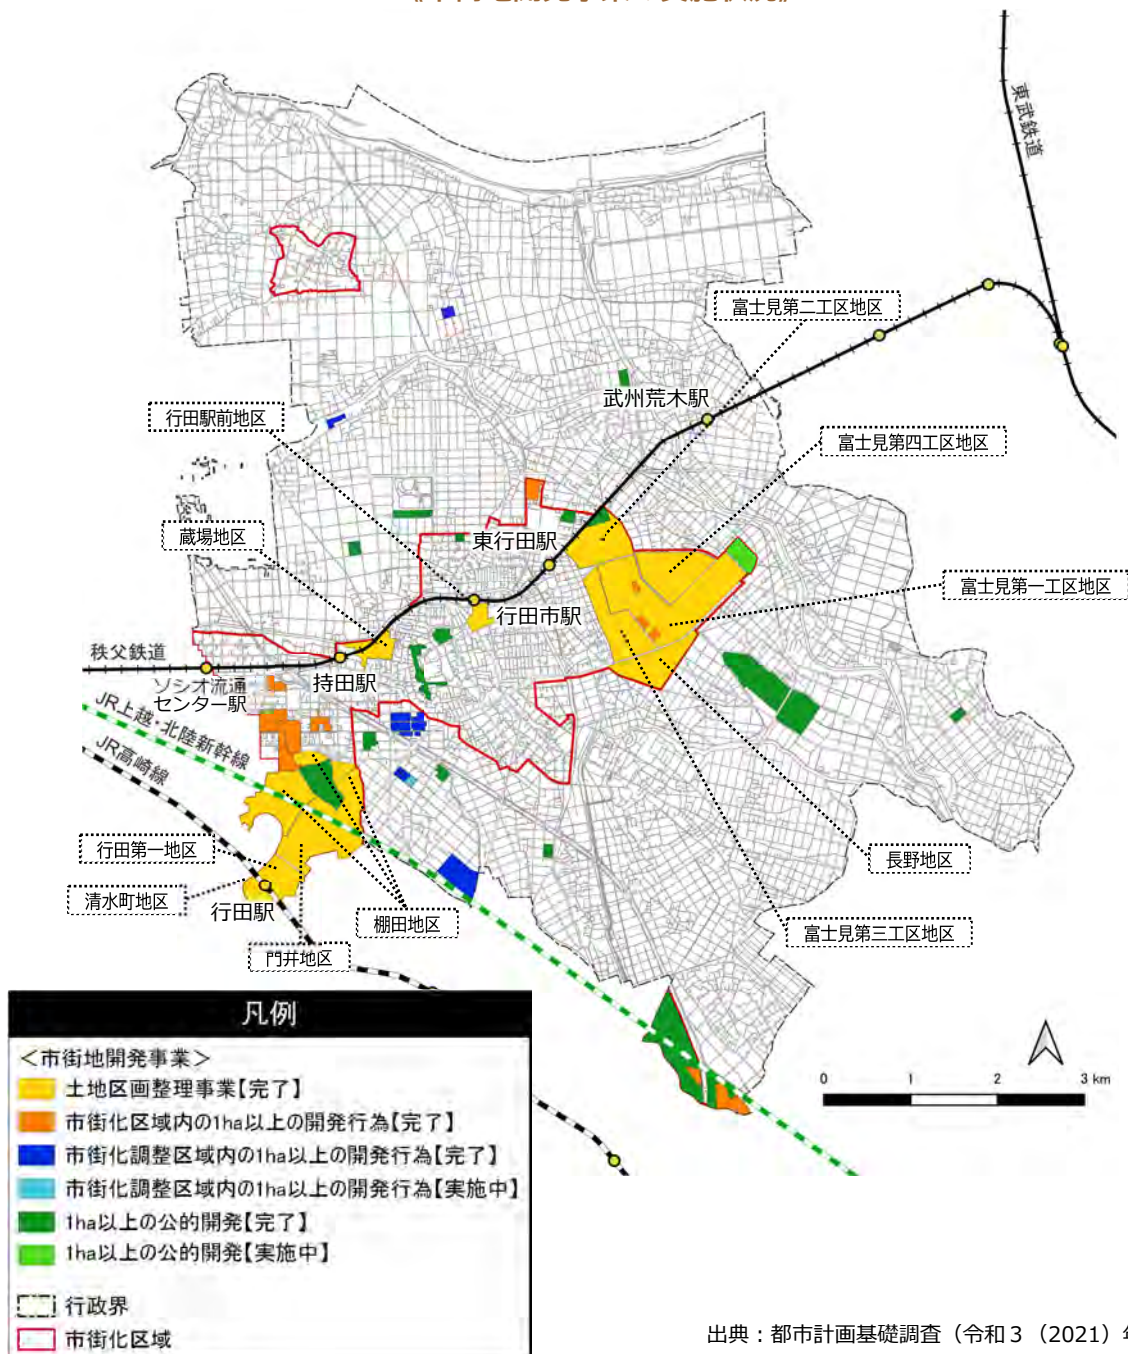 東武鉄道
富士見第二工区地区
武州荒木駅
行田駅前地区
富士見第四工区地区
蔵場地区
東行田駅
富士見第一工区地区
行田市駅
秩父鉄道
持田駅
ソシオ流通
センター駅
JR上越・北陸新幹線
JR高崎線
行田第一地区
長野地区
清水町地区
行田駅
棚田地区
富士見第三工区地区
門井地区
凡例
＜市街地開発事業＞
土地区画整理事業【完了】
市街化区域内の1ha以上の開発行為【完了】
市街化調整区域内の1ha以上の開発行為【完了】
市街化調整区域内の1ha以上の開発行為【実施中】
1ha以上の公的開発【完了】
1ha以上の公的開発【実施中】
行政界
市街化区域
0 1 2 3 km
出典：都市計画基礎調査（令和３（2021）年